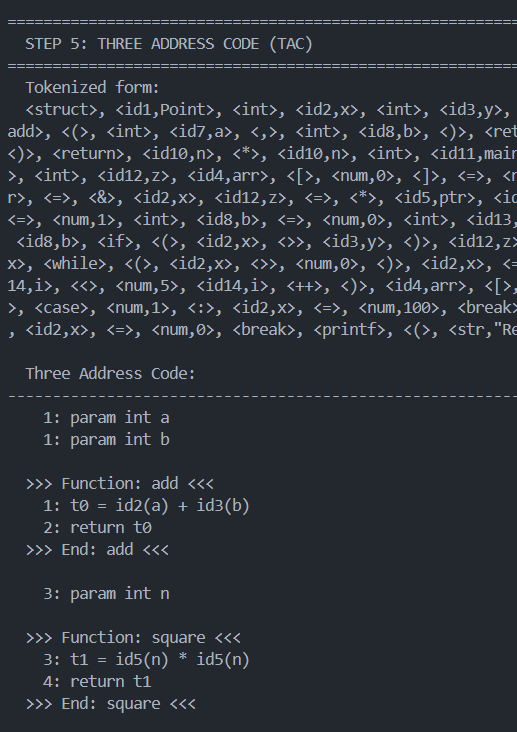 ================================================================
STEP 5: THREE ADDRESS CODE (TAC)
================================================================
Tokenized form:
<struct>, <id1,Point>, <int>, <id2,x>, <int>, <id3,y>,
add>, <(>, <int>, <id7,a>, <,>, <int>, <id8,b>, <)>, <ret
<)>, <return>, <id10,n>, <*>, <id10,n>, <int>, <id11,main
>, <int>, <id12,z>, <id4,arr>, <[>, <num,0>, <]>, <=>, <n
r>, <=>, <&>, <id2,x>, <id12,z>, <=>, <*>, <id5,ptr>, <id
<=>, <num,1>, <int>, <id8,b>, <=>, <num,0>, <int>, <id13,
<id8,b>, <if>, <(>, <id2,x>, <>>, <id3,y>, <)>, <id12,z>
x>, <while>, <(>, <id2,x>, <>>, <num,0>, <)>, <id2,x>, <=
14,i>, <<>, <num,5>, <id14,i>, <++>, <)>, <id4,arr>, <[>,
>, <case>, <num,1>, <:>, <id2,x>, <=>, <num,100>, <break>
, <id2,x>, <=>, <num,0>, <break>, <printf>, <(>, <str,"Re
Three Address Code:
----------------------------------------------------------------
1: param int a
1: param int b
>>> Function: add <<<
1: t0 = id2(a) + id3(b)
2: return t0
>>> End: add <<<
3: param int n
>>> Function: square <<<
3: t1 = id5(n) * id5(n)
4: return t1
>>> End: square <<<